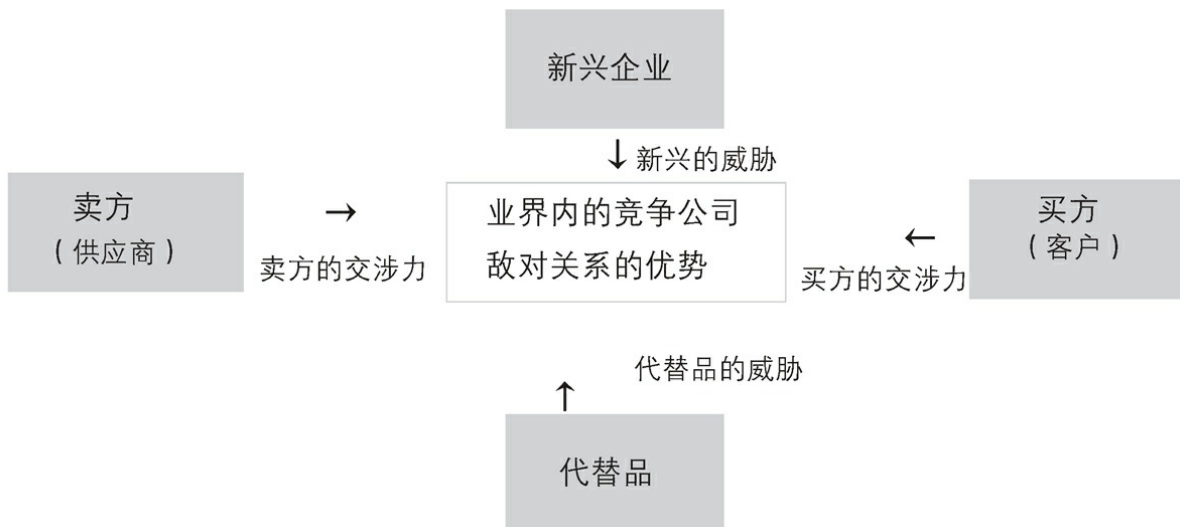 新兴企业
↓新兴的威胁
卖方
（供应商）
→
卖方的交涉力
业界内的竞争公司
敌对关系的优势
←
买方的交涉力
买方
（客户）
代替品的威胁
↑
代替品